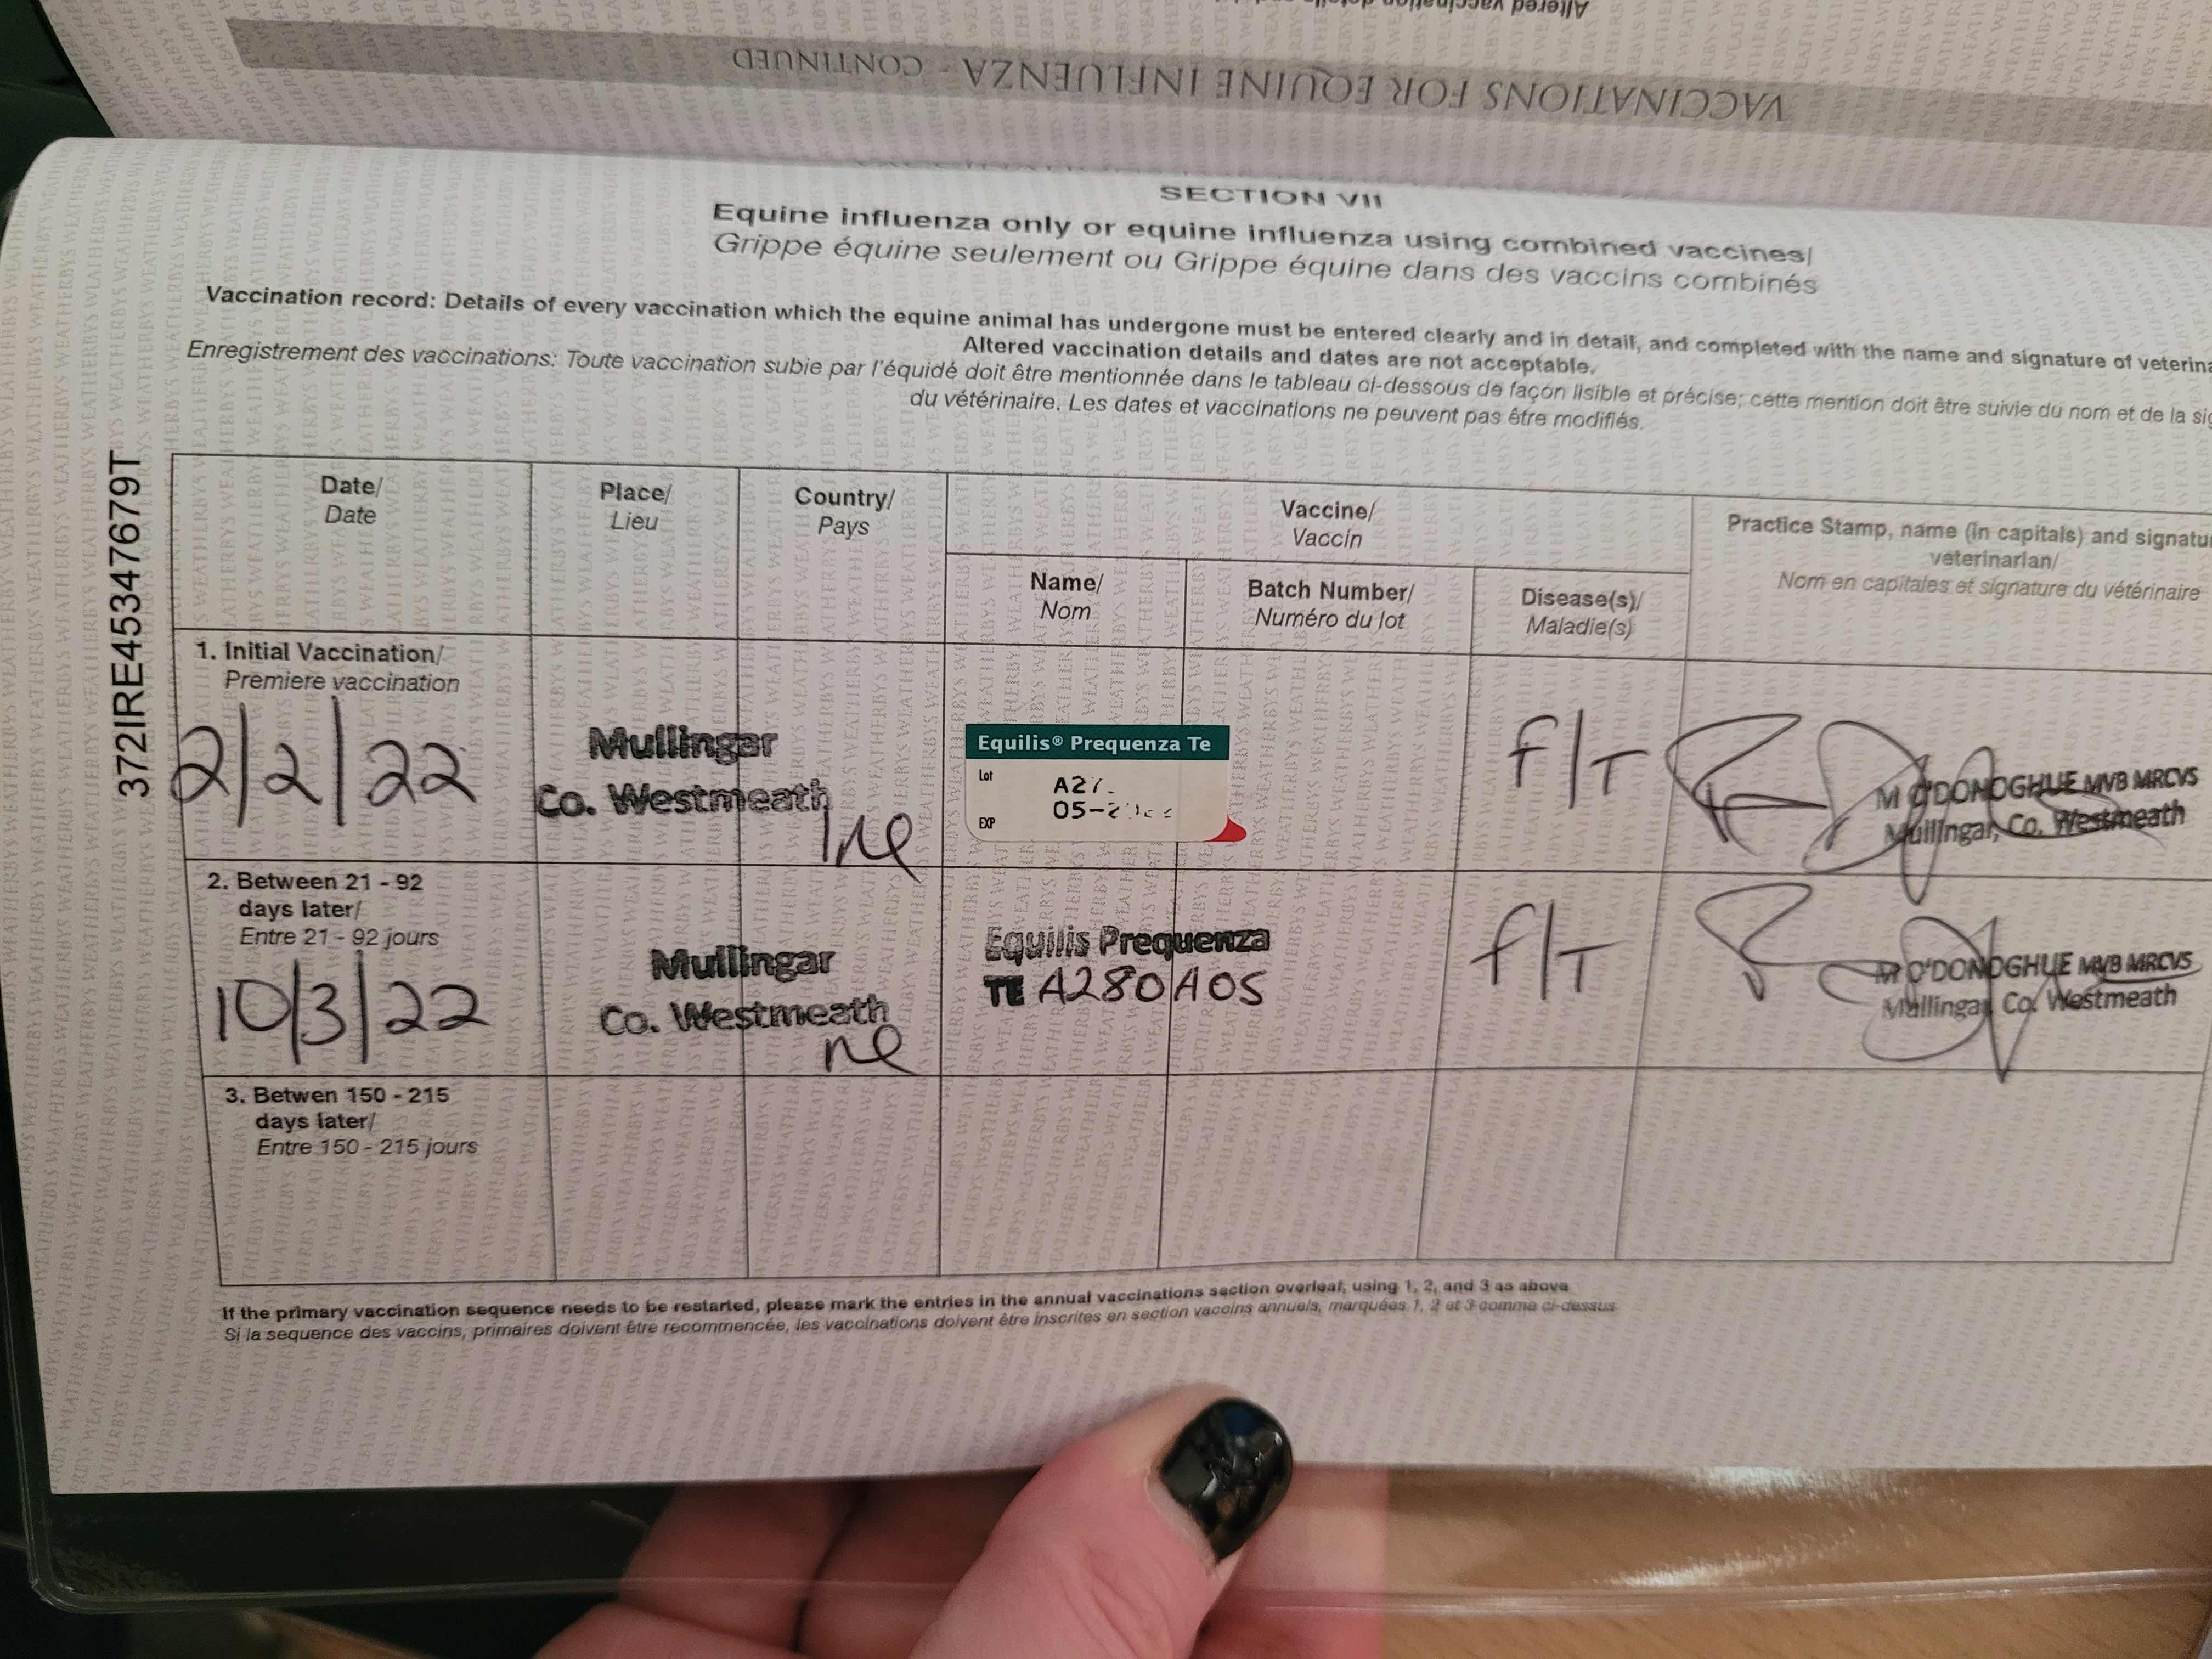 Altered vaccination details
VACCINATIONS FOR EQUINE INFLUENZA - CONTINUED
SECTION VII
Equine influenza only or equine influenza using combined vaccines/
Grippe équine seulement ou Grippe équine dans des vaccins combinés
Vaccination record: Details of every vaccination which the equine animal has undergone must be entered clearly and in detail, and completed with the name and signature of
Altered vaccination details and dates are not acceptable.
Enregistrement des vaccinations: Toute vaccination subie par l'équidé doit être mentionnée dans le tableau ci-dessous de façon lisible et précise; cette mention doit être suivie du nom et de la
du vétérinaire. Les dates et vaccinations ne peuvent pas être modifiés.
372IRE45347679T
Date/
Date
Place/
Lieu
Country/
Pays
Vaccine/
Vaccin
Name/
Nom
Batch Number/
Numéro du lot
Disease(s)/
Maladie(s)
Practice Stamp, name (in capitals) and
veterinarian/
Nom en capitales et signature du vétérinaire
1. Initial Vaccination/
Premiere vaccination
2/2/22
Mullingar
Co. Westmeath
Ire
Equilis® Prequenza Te
Lot
EXP
f/T
M O'DONOGHUE MVB MRCVS
Mullingar, Co. Westmeath
2. Between 21 - 92
days later/
Entre 21 - 92 jours
10/3/22
Mullingar
Co. Westmeath
Equilis Prequenza
TE A280A05
f/T
M O'DONOGHUE MVB MRCVS
Mullingar, Co. Westmeath
3. Betwen 150 - 215
days later/
Entre 150 - 215 jours
If the primary vaccination sequence needs to be restarted, please mark the entries in the annual vaccinations section overleaf, using 1, 2, and 3 as above
Si la sequence des vaccins, primaires doivent être recommencée, les vaccinations doivent être inscrites en section vaccins annuels, marquées 1, 2 et 3 comme ci-dessus